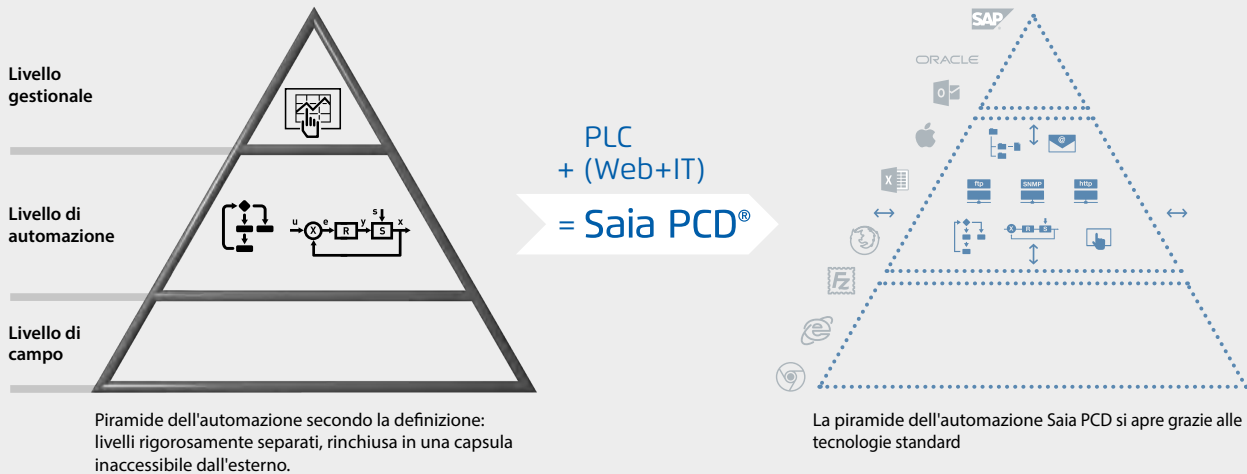 Livello
gestionale
Livello di
automazione
Livello di
campo
u
e
y
s
x
X
R
S
Piramide dell'automazione secondo la definizione:
livelli rigorosamente separati, rinchiusa in una capsula
inaccessibile dall'esterno.
PLC
+ (Web+IT)
= Saia PCD®
SAP
ORACLE
O
X
FZ
@
ftp
SNMP
http
X
R
S
La piramide dell'automazione Saia PCD si apre grazie alle
tecnologie standard